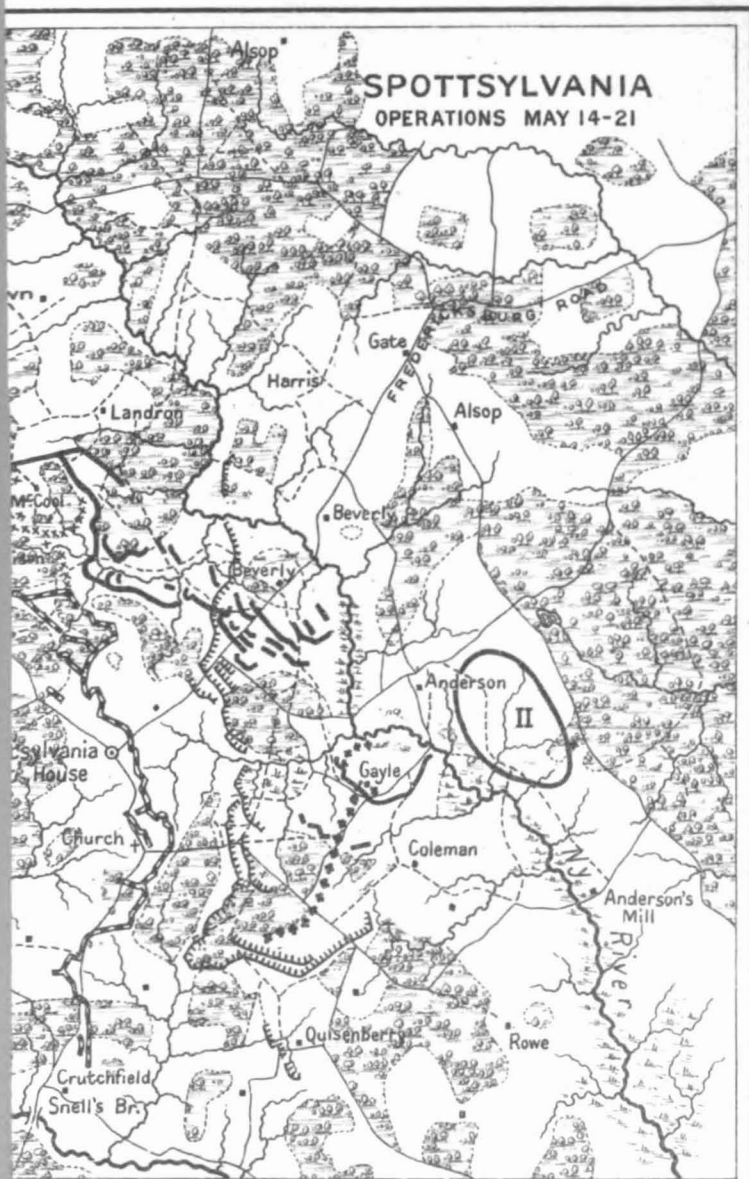 Alsop
SPOTTSYLVANIA
OPERATIONS MAY 14-21
wn
FREDERICKSBURG ROAD
Gate
Harris
Landron
Alsop
McCool
Beverly
Beverly
Anderson
II
sylvania
House
Gayle
Church
Coleman
Ny River
Anderson's
Mill
Quisenberry
Rowe
Crutchfield
Snell's Br.